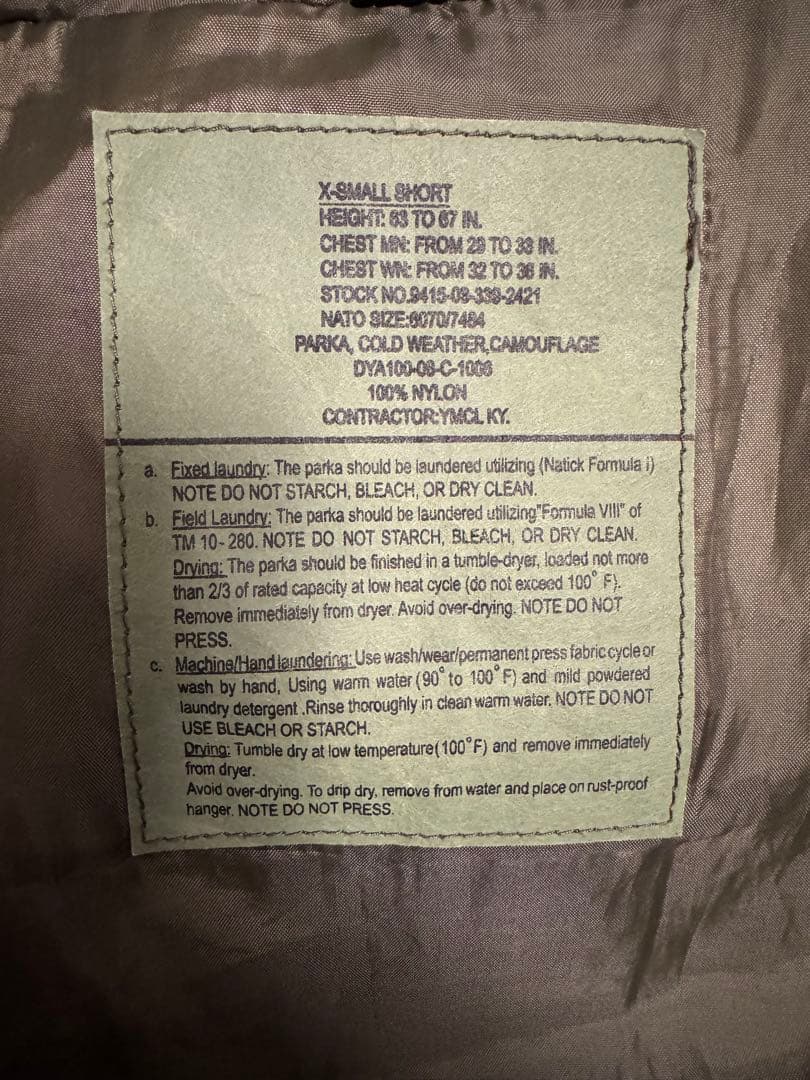 X-SMALL SHORT
HEIGHT: 63 TO 67 IN.
CHEST MN: FROM 29 TO 33 IN.
CHEST WN: FROM 32 TO 36 IN.
STOCK NO.9415-08-339-2421
NATO SIZE:6070/7484
PARKA, COLD WEATHER,CAMOUFLAGE
DYA100-08-C-1006
100% NYLON
CONTRACTOR:YMCL KY.
a. Fixed laundry: The parka should be laundered utilizing (Natick Formula i)
NOTE DO NOT STARCH, BLEACH, OR DRY CLEAN.
b. Field Laundry: The parka should be laundered utilizing"Formula VIII" of
TM 10-280. NOTE DO NOT STARCH, BLEACH, OR DRY CLEAN.
Drying: The parka should be finished in a tumble-dryer, loaded not more
than 2/3 of rated capacity at low heat cycle (do not exceed 100° F).
Remove immediately from dryer. Avoid over-drying. NOTE DO NOT
PRESS.
c. Machine/Hand laundering: Use wash/wear/permanent press fabric cycle or
wash by hand, Using warm water (90° to 100° F) and mild powdered
laundry detergent .Rinse thoroughly in clean warm water. NOTE DO NOT
USE BLEACH OR STARCH.
Drying: Tumble dry at low temperature(100°F) and remove immediately
from dryer.
Avoid over-drying. To drip dry, remove from water and place on rust-proof
hanger. NOTE DO NOT PRESS.